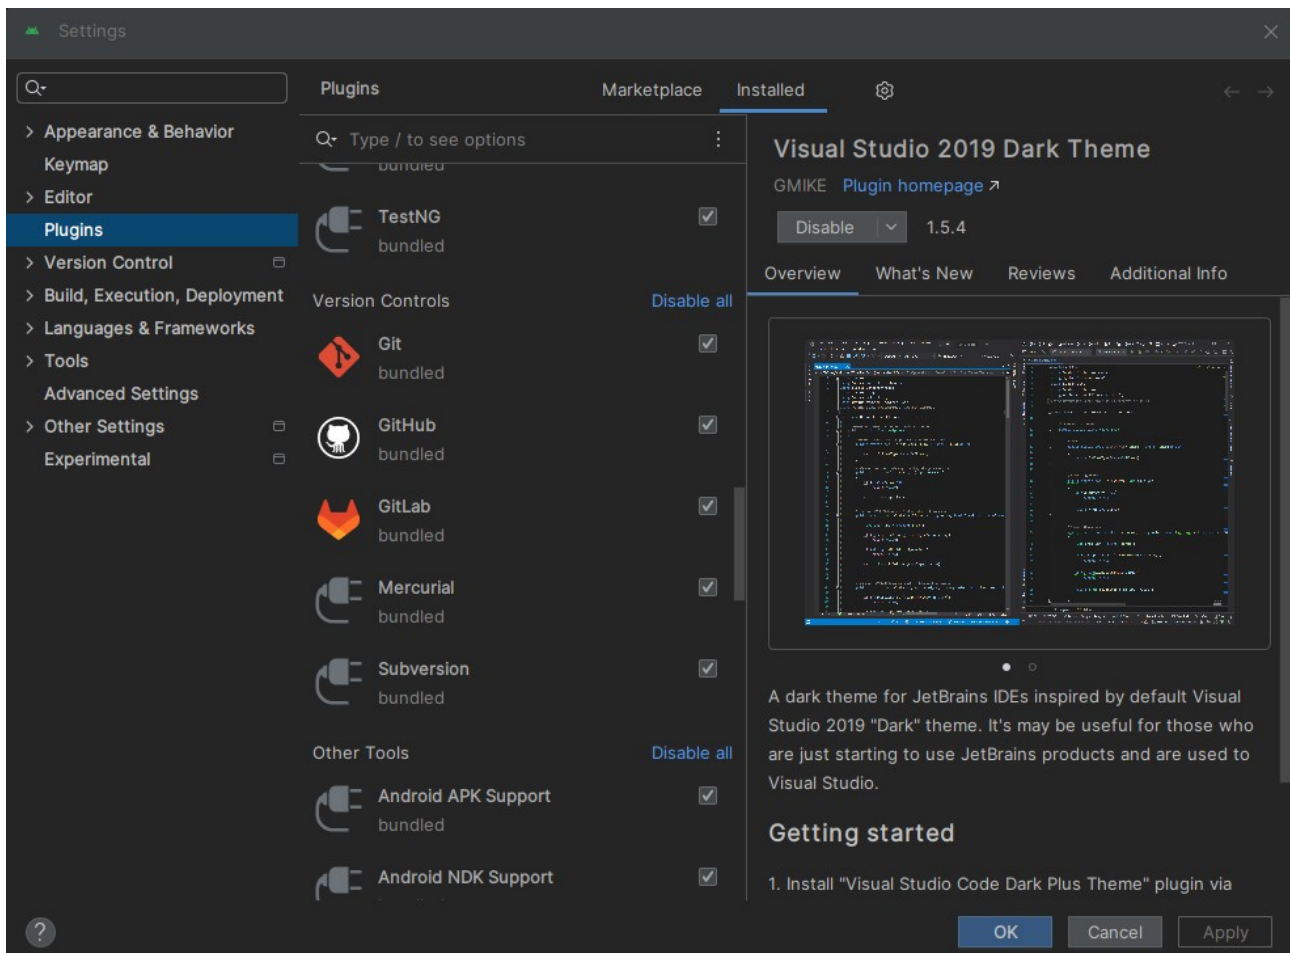 Settings
Plugins
Marketplace
Installed
Appearance & Behavior
Keymap
Editor
Plugins
Version Control
Build, Execution, Deployment
Languages & Frameworks
Tools
Advanced Settings
Other Settings
Experimental
Type / to see options
bundled
TestNG
bundled
Version Controls
Disable all
Git
bundled
GitHub
bundled
GitLab
bundled
Mercurial
bundled
Subversion
bundled
Other Tools
Disable all
Android APK Support
bundled
Android NDK Support
Visual Studio 2019 Dark Theme
GMIKE Plugin homepage ↗
Disable 1.5.4
Overview What's New Reviews Additional Info
A dark theme for JetBrains IDEs inspired by default Visual
Studio 2019 "Dark" theme. It's may be useful for those who
are just starting to use JetBrains products and are used to
Visual Studio.
Getting started
1. Install "Visual Studio Code Dark Plus Theme" plugin via
?
OK
Cancel
Apply